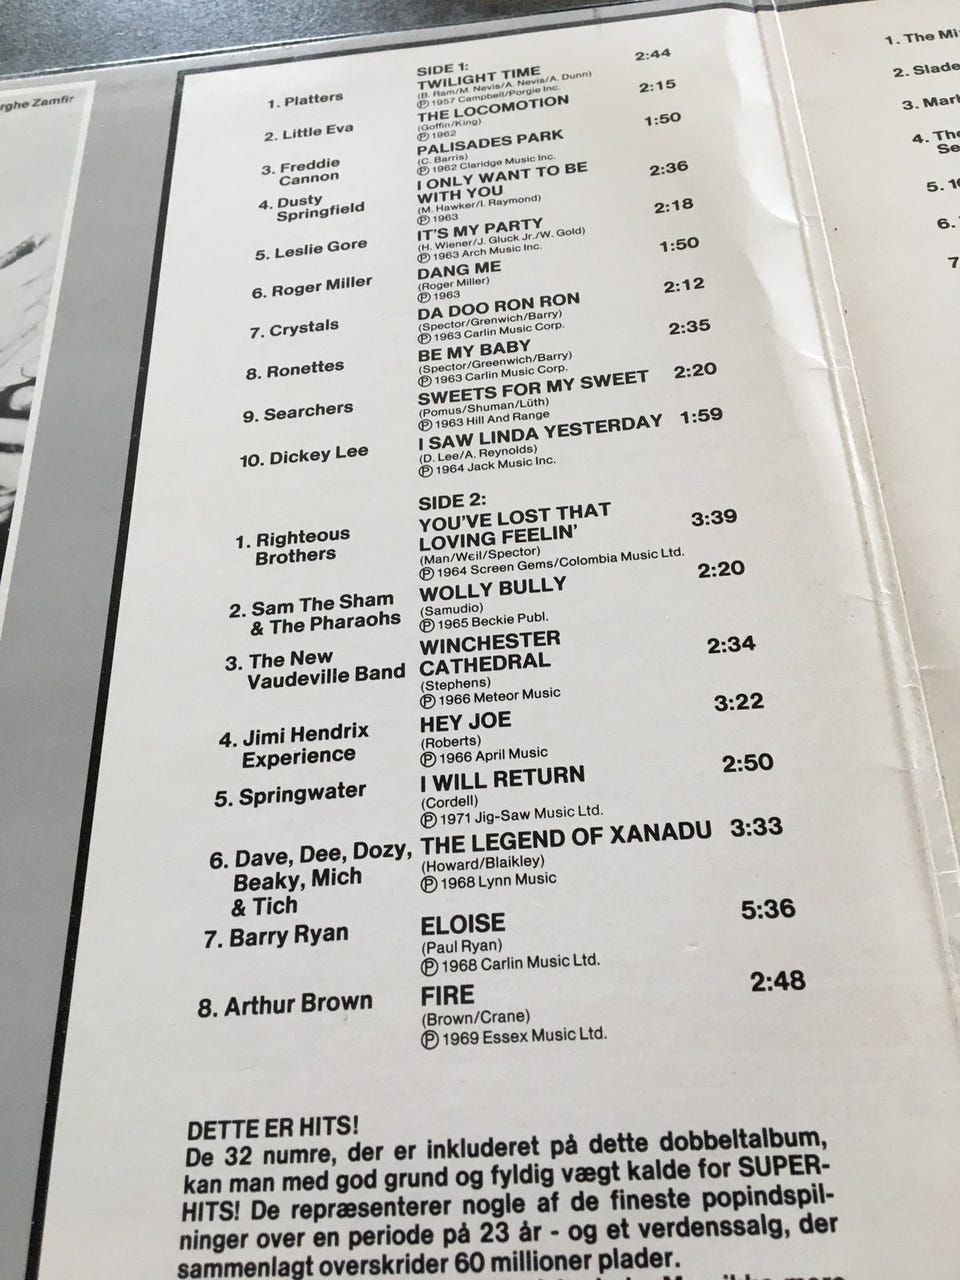 rghe Zamfir
SIDE 1:
1. Platters TWILIGHT TIME 2:44
(B. Ram/M. Nevis/A. Nevis/A. Dunn)
Ⓟ 1957 Campbell/Porgie Inc.
2. Little Eva THE LOCOMOTION 2:15
(Goffin/King)
Ⓟ 1962
3. Freddie PALISADES PARK 1:50
Cannon (C. Barris)
Ⓟ 1962 Claridge Music Inc.
4. Dusty I ONLY WANT TO BE 2:36
Springfield WITH YOU
(M. Hawker/I. Raymond)
Ⓟ 1963
5. Leslie Gore IT'S MY PARTY 2:18
(H. Wiener/J. Gluck Jr./W. Gold)
Ⓟ 1963 Arch Music Inc.
6. Roger Miller DANG ME 1:50
(Roger Miller)
Ⓟ 1963
7. Crystals DA DOO RON RON 2:12
(Spector/Grenwich/Barry)
Ⓟ 1963 Carlin Music Corp.
8. Ronettes BE MY BABY 2:35
(Spector/Greenwich/Barry)
Ⓟ 1963 Carlin Music Corp.
9. Searchers SWEETS FOR MY SWEET 2:20
(Pomus/Shuman/Lüth)
Ⓟ 1963 Hill And Range
10. Dickey Lee I SAW LINDA YESTERDAY 1:59
(D. Lee/A. Reynolds)
Ⓟ 1964 Jack Music Inc.
SIDE 2:
1. Righteous YOU'VE LOST THAT 3:39
Brothers LOVING FEELIN'
(Man/Weil/Spector)
Ⓟ 1964 Screen Gems/Colombia Music Ltd.
2. Sam The Sham WOLLY BULLY 2:20
& The Pharaohs (Samudio)
Ⓟ 1965 Beckie Publ.
3. The New WINCHESTER 2:34
Vaudeville Band CATHEDRAL
(Stephens)
Ⓟ 1966 Meteor Music
4. Jimi Hendrix HEY JOE 3:22
Experience (Roberts)
Ⓟ 1966 April Music
5. Springwater I WILL RETURN 2:50
(Cordell)
Ⓟ 1971 Jig-Saw Music Ltd.
6. Dave, Dee, Dozy, THE LEGEND OF XANADU 3:33
Beaky, Mich (Howard/Blaikley)
& Tich Ⓟ 1968 Lynn Music
7. Barry Ryan ELOISE 5:36
(Paul Ryan)
Ⓟ 1968 Carlin Music Ltd.
8. Arthur Brown FIRE 2:48
(Brown/Crane)
Ⓟ 1969 Essex Music Ltd.
DETTE ER HITS!
De 32 numre, der er inkluderet på dette dobbeltalbum,
kan man med god grund og fyldig vægt kalde for SUPER-
HITS! De repræsenterer nogle af de fineste popindspil-
ninger over en periode på 23 år - og et verdenssalg, der
sammenlagt overskrider 60 millioner plader.
1. The Mi
2. Slade
3. Mar
4. The
Se
5. 1
6.
7